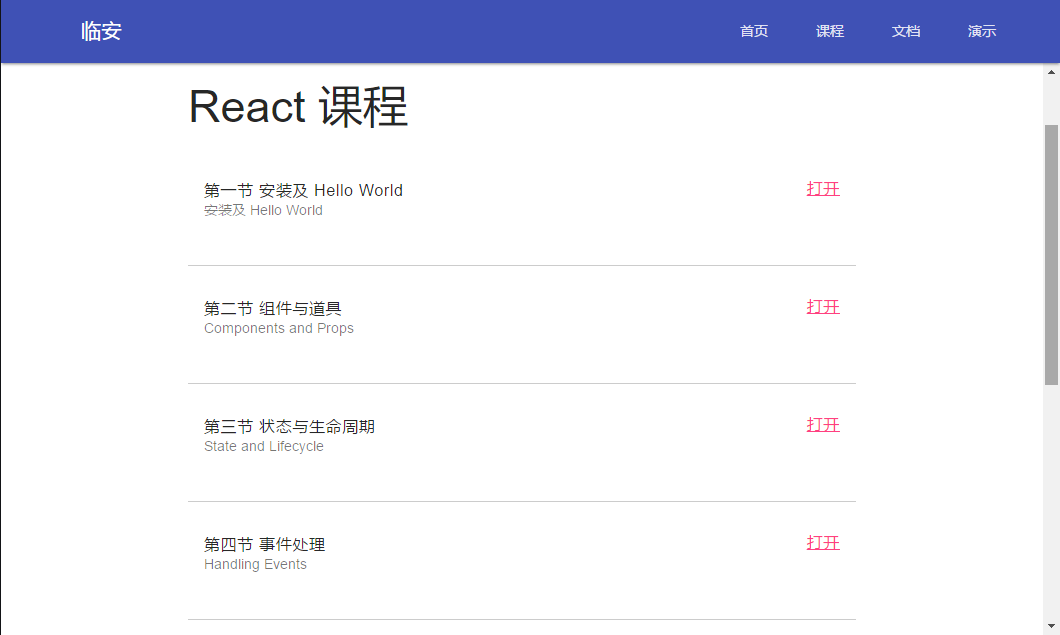 临安
首页 课程 文档 演示
React 课程
第一节 安装及 Hello World 打开
安装及 Hello World
第二节 组件与道具 打开
Components and Props
第三节 状态与生命周期 打开
State and Lifecycle
第四节 事件处理 打开
Handling Events